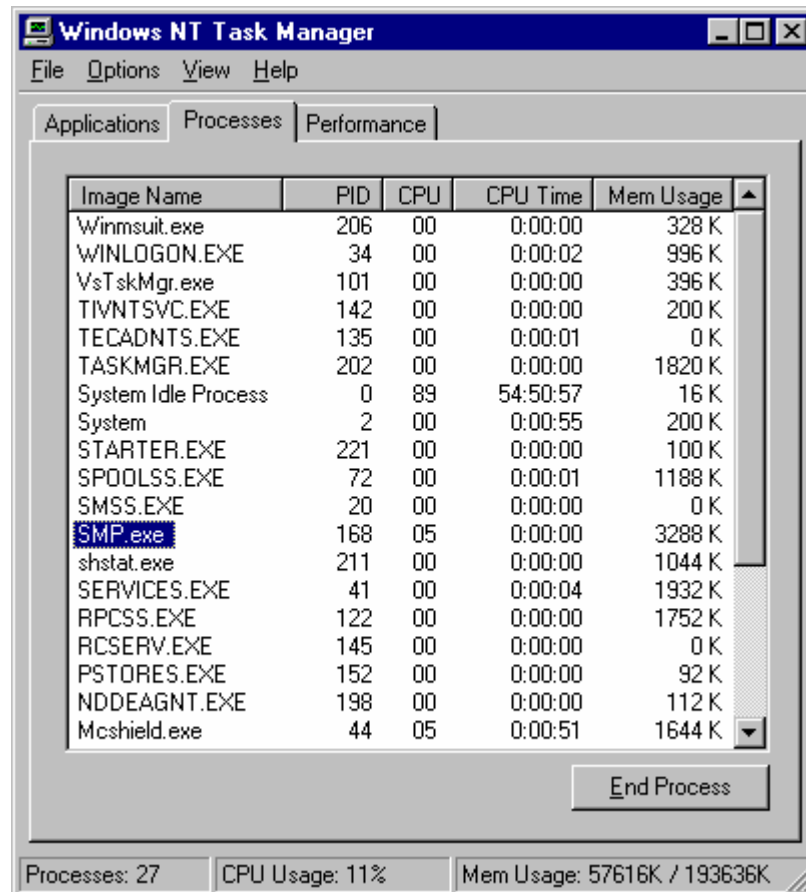 Windows NT Task Manager
File Options View Help
Applications Processes Performance
Image Name PID CPU CPU Time Mem Usage
Winmsuit.exe 206 00 0:00:00 328 K
WINLOGON.EXE 34 00 0:00:02 996 K
VsTskMgr.exe 101 00 0:00:00 396 K
TIVNTSVC.EXE 142 00 0:00:00 200 K
TECADNTS.EXE 135 00 0:00:01 0 K
TASKMGR.EXE 202 00 0:00:00 1820 K
System Idle Process 0 89 54:50:57 16 K
System 2 00 0:00:55 200 K
STARTER.EXE 221 00 0:00:00 100 K
SPOOLSS.EXE 72 00 0:00:01 1188 K
SMSS.EXE 20 00 0:00:00 0 K
SMP.exe 168 05 0:00:00 3288 K
shstat.exe 211 00 0:00:00 1044 K
SERVICES.EXE 41 00 0:00:04 1932 K
RPCSS.EXE 122 00 0:00:00 1752 K
RCSERV.EXE 145 00 0:00:00 0 K
PSTORES.EXE 152 00 0:00:00 92 K
NDDEAGNT.EXE 198 00 0:00:00 112 K
Mcshield.exe 44 05 0:00:51 1644 K
End Process
Processes: 27 CPU Usage: 11% Mem Usage: 57616K / 193636K